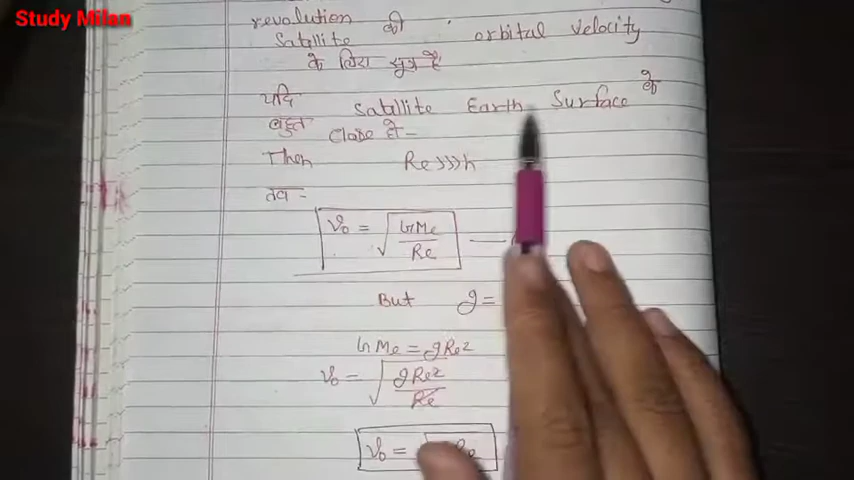 Study Milan
revolution
Satellite की orbital velocity
के लिए सूत्र है
यदि Satellite Earth Surface के
बहुत close है-
Then Re>>>h
तब -
V₀ = √(GMe/Re)
But g =
GMe = gRe²
V₀ = √(gRe²/Re)
V₀ =